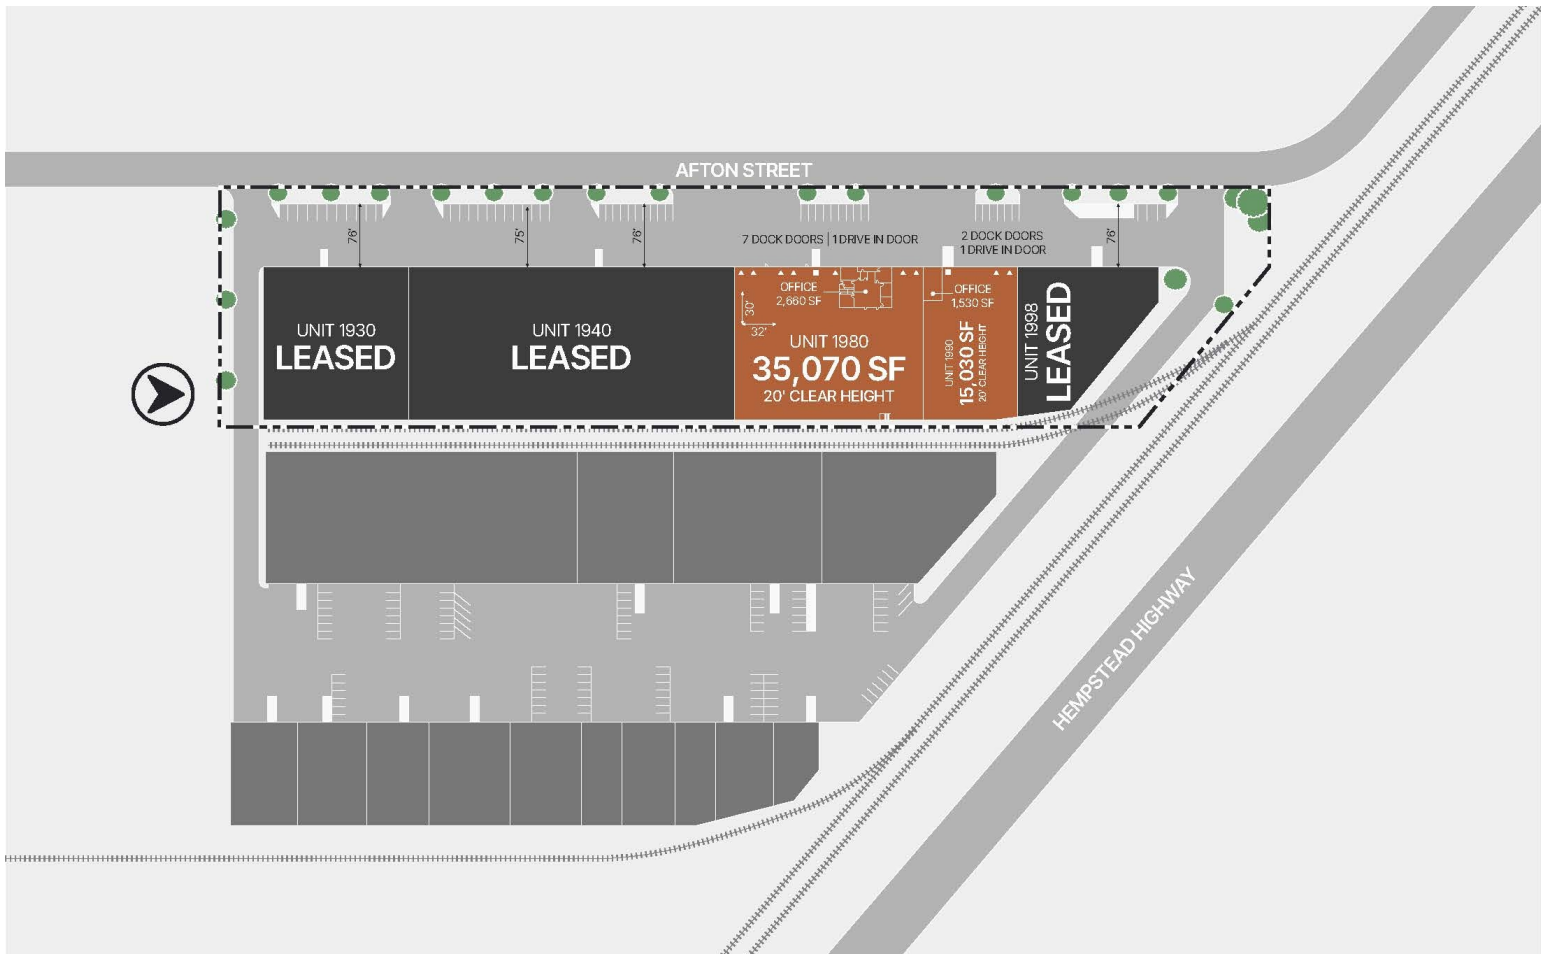 AFTON STREET
76'
75'
76'
7 DOCK DOORS | 1 DRIVE IN DOOR
2 DOCK DOORS
1 DRIVE IN DOOR
76'
UNIT 1930
LEASED
UNIT 1940
LEASED
OFFICE
2,660 SF
30'
32'
UNIT 1980
35,070 SF
20' CLEAR HEIGHT
OFFICE
1,530 SF
UNIT 1990
15,030 SF
20' CLEAR HEIGHT
UNIT 1998
LEASED
HEMPSTEAD HIGHWAY